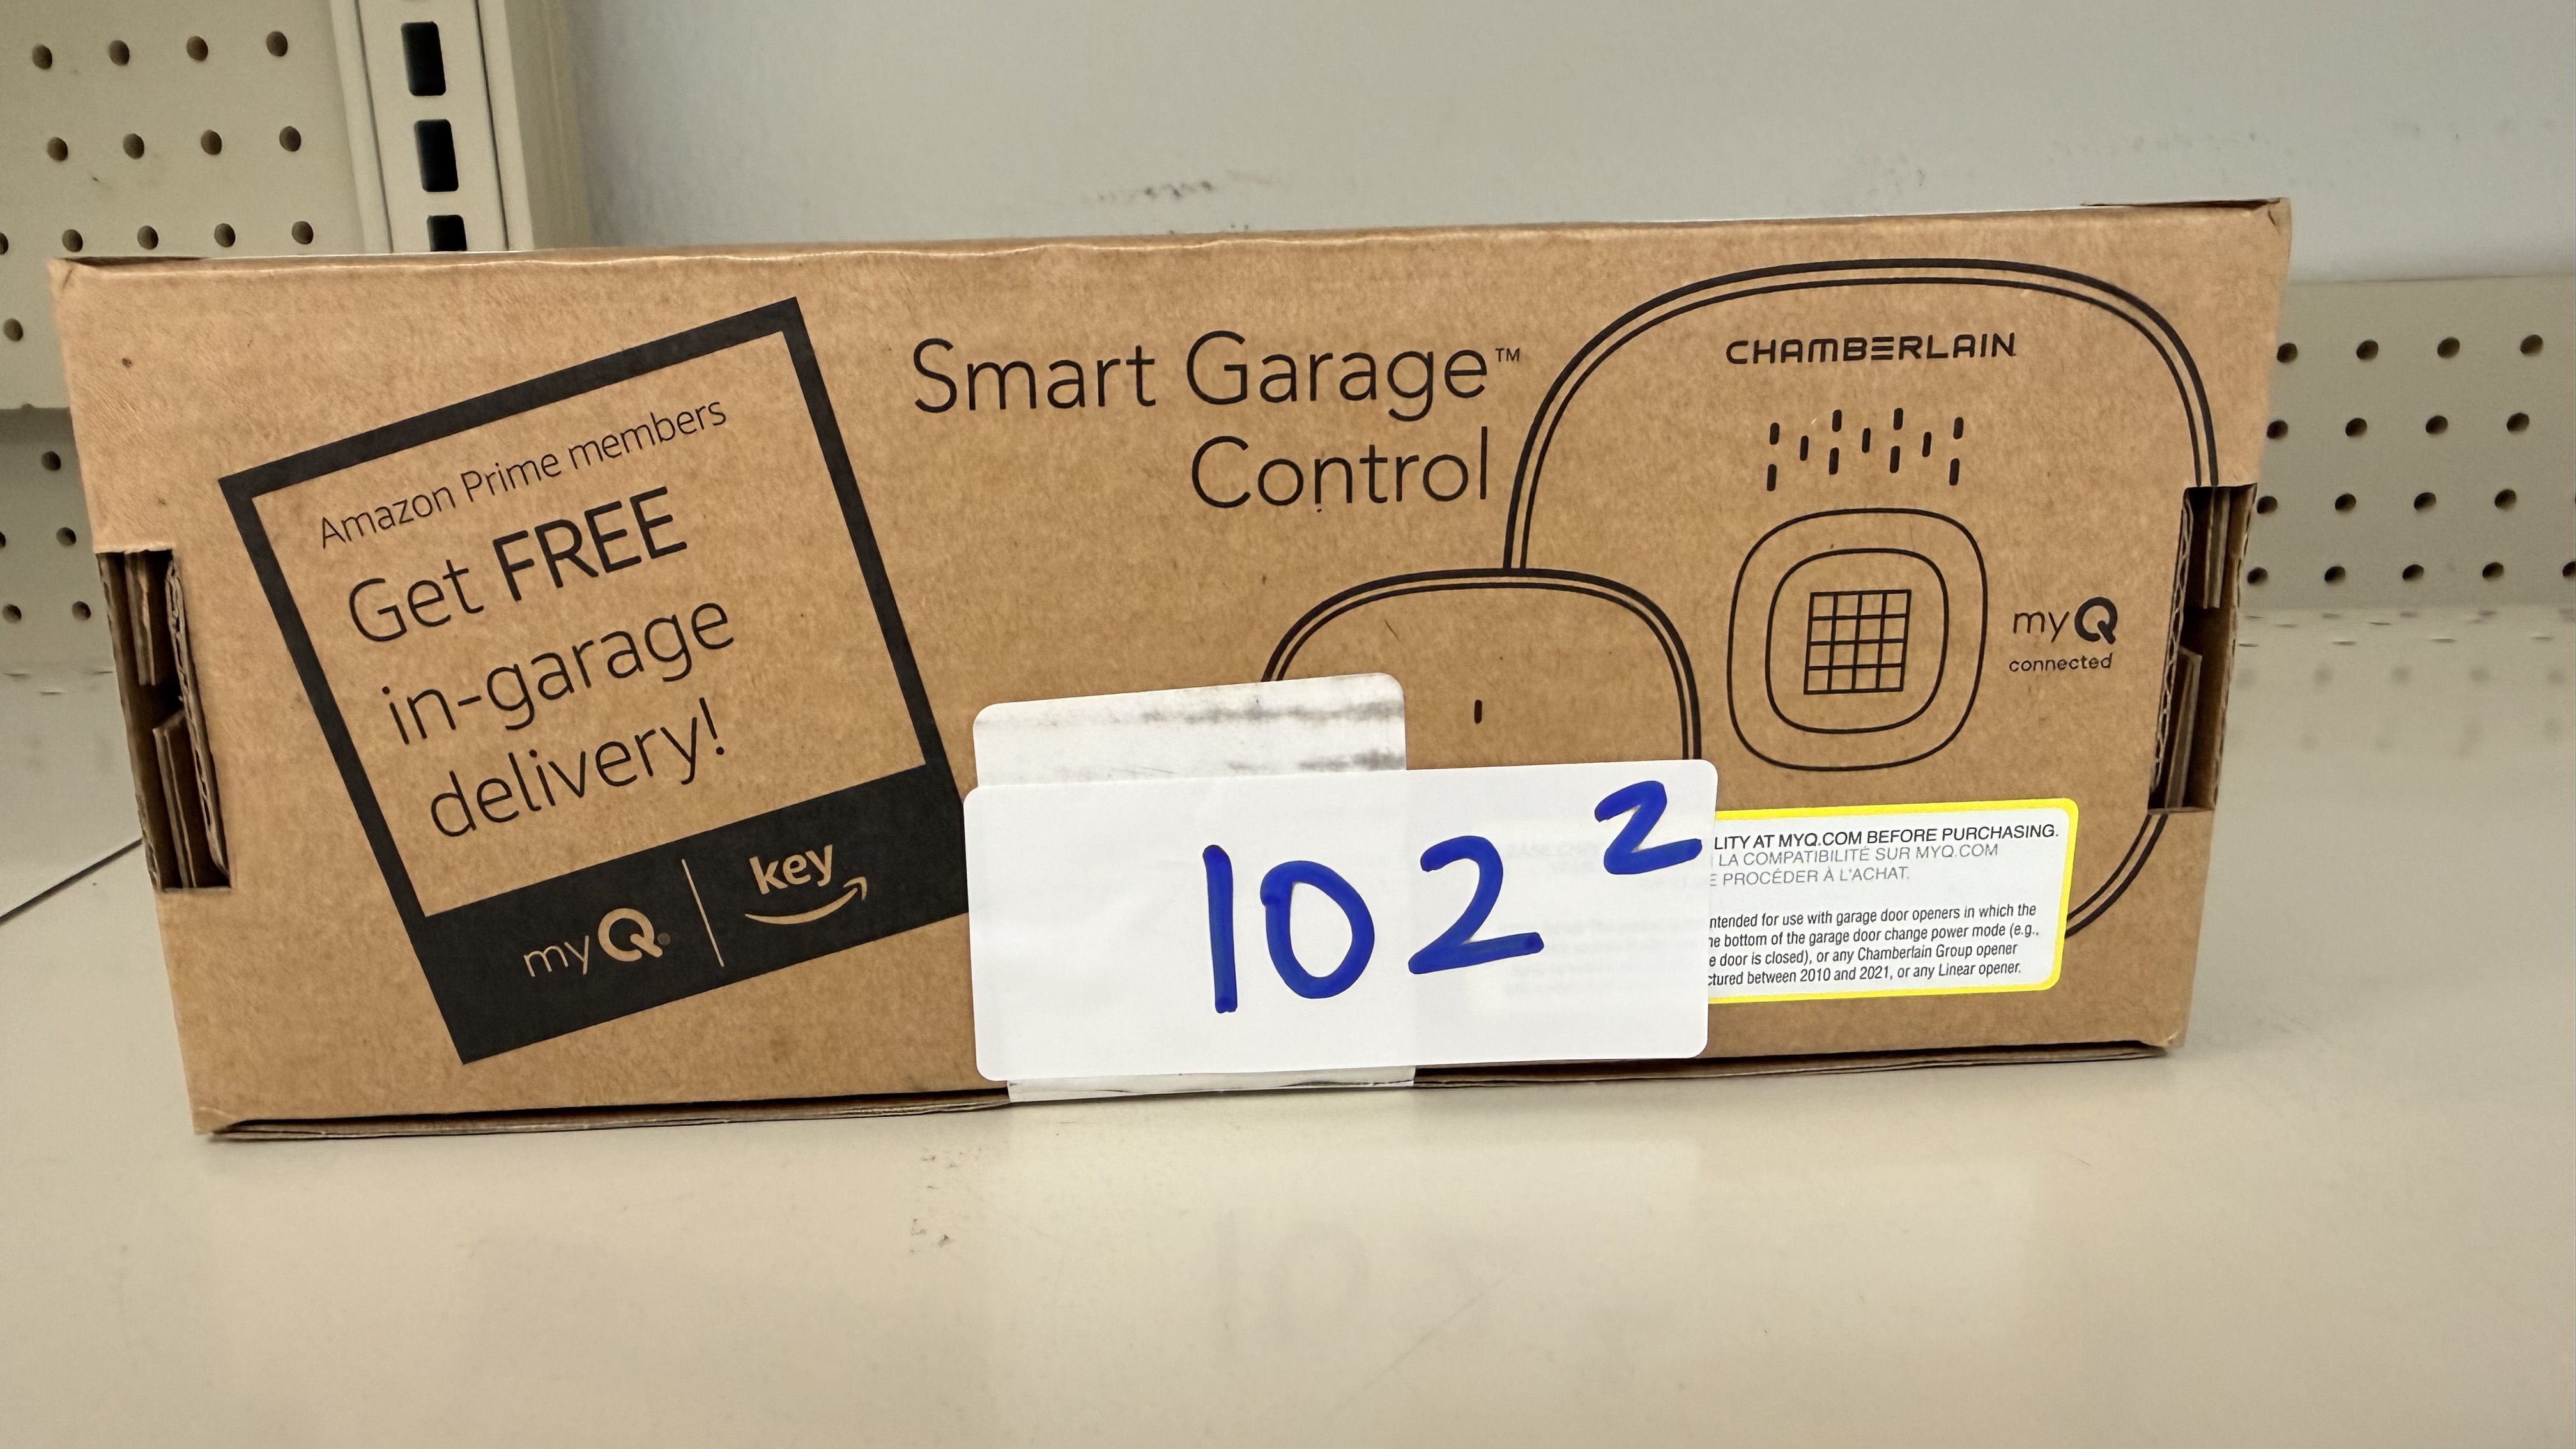 Amazon Prime members
Get FREE
in-garage
delivery!
myQ
key
Smart Garage™
Control
CHAMBERLAIN
myQ
connected
102 2
LITY AT MYQ.COM BEFORE PURCHASING.
LA COMPATIBILITÉ SUR MYQ.COM
PROCÉDER À L'ACHAT.
ntended for use with garage door openers in which the
bottom of the garage door change power mode (e.g.,
door is closed), or any Chamberlain Group opener
ctured between 2010 and 2021, or any Linear opener.